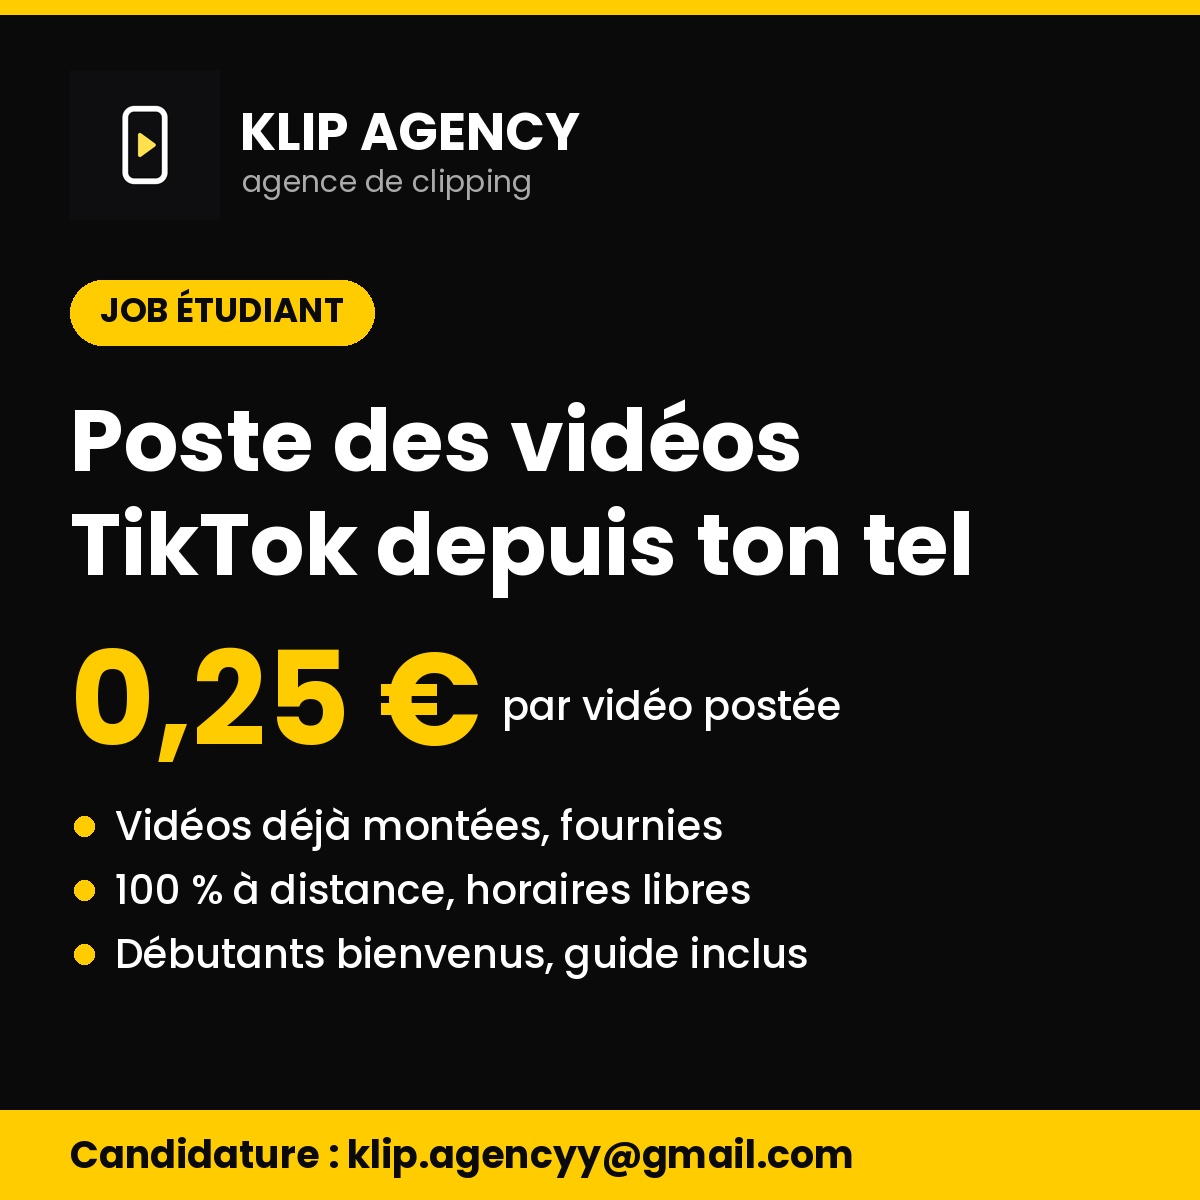 KLIP AGENCY
agence de clipping
JOB ÉTUDIANT
Poste des vidéos
TikTok depuis ton tel
0,25 € par vidéo postée
Vidéos déjà montées, fournies
100 % à distance, horaires libres
Débutants bienvenus, guide inclus
Candidature : klip.agencyy@gmail.com